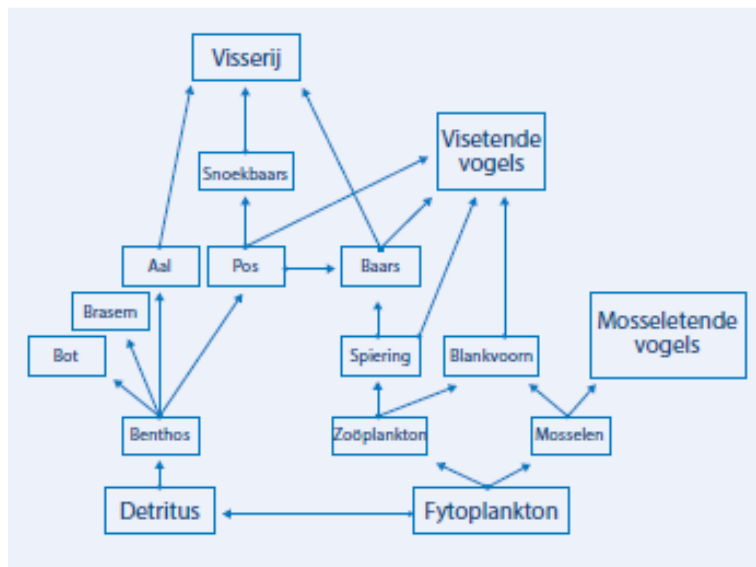 Visserij
Visetende
vogels
Snoekbaars
Aal
Pos
Baars
Brasem
Mosseletende
vogels
Bot
Spiering
Blankvoorn
Benthos
Zoöplankton
Mosselen
Detritus
Fytoplankton